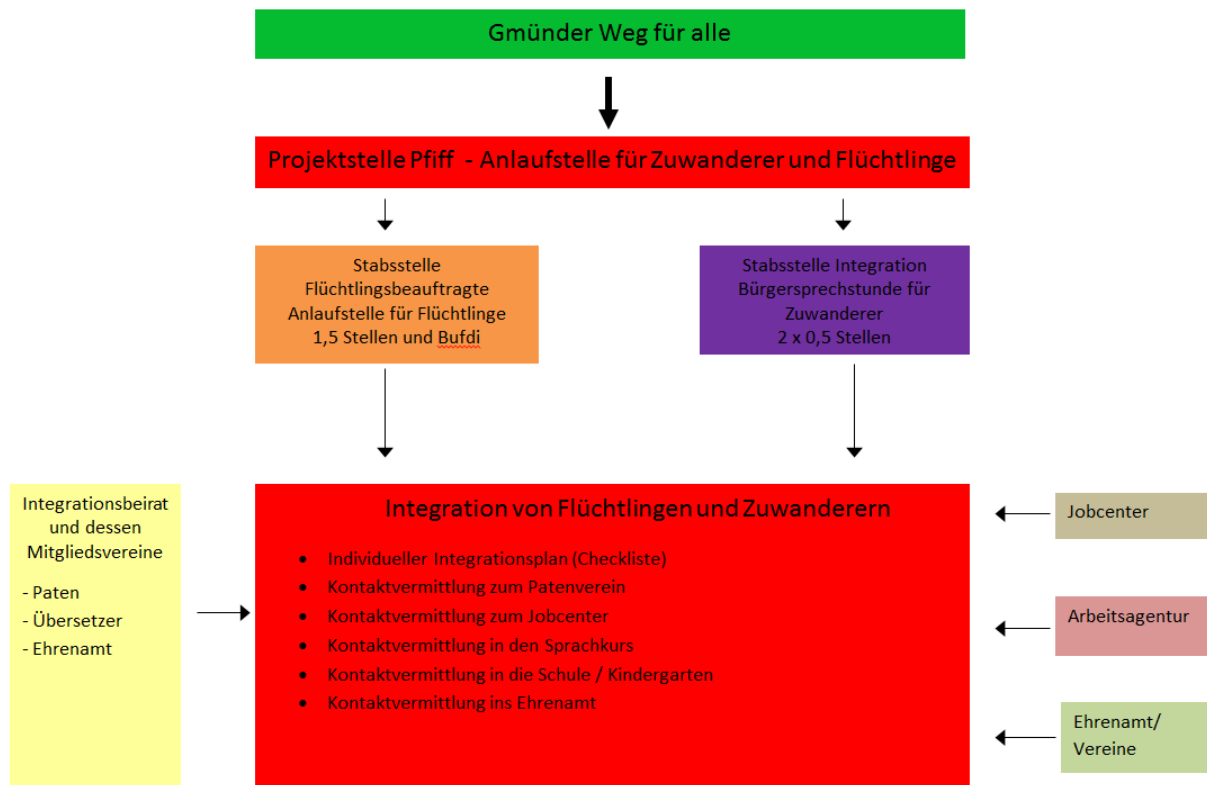 Gmünder Weg für alle
Projektstelle Pfiff - Anlaufstelle für Zuwanderer und Flüchtlinge
Stabsstelle
Flüchtlingsbeauftragte
Anlaufstelle für Flüchtlinge
1,5 Stellen und Bufdi
Stabsstelle Integration
Bürgersprechstunde für
Zuwanderer
2 x 0,5 Stellen
Integrationsbeirat
und dessen
Mitgliedsvereine
- Paten
- Übersetzer
- Ehrenamt
Integration von Flüchtlingen und Zuwanderern
• Individueller Integrationsplan (Checkliste)
• Kontaktvermittlung zum Patenverein
• Kontaktvermittlung zum Jobcenter
• Kontaktvermittlung in den Sprachkurs
• Kontaktvermittlung in die Schule / Kindergarten
• Kontaktvermittlung ins Ehrenamt
Jobcenter
Arbeitsagentur
Ehrenamt/
Vereine